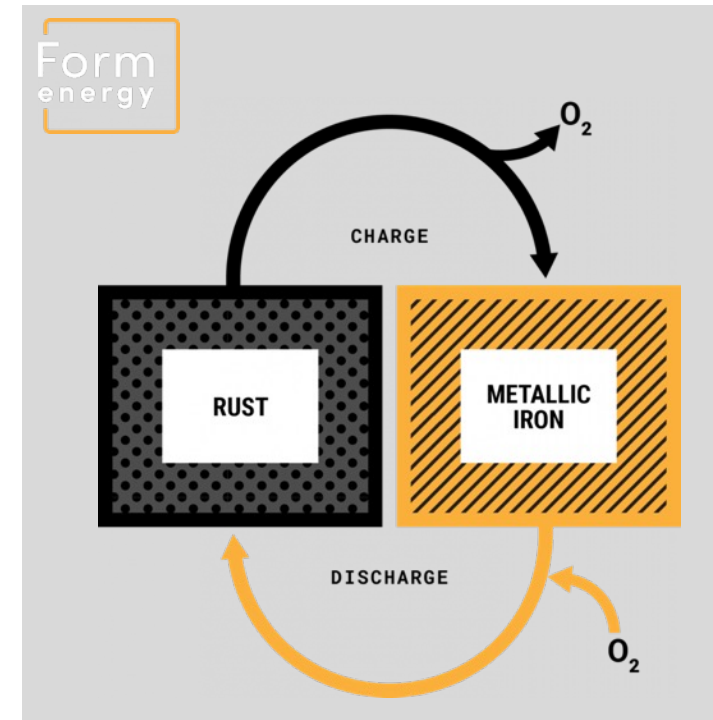 Form
energy
O₂
CHARGE
RUST
METALLIC
IRON
DISCHARGE
O₂